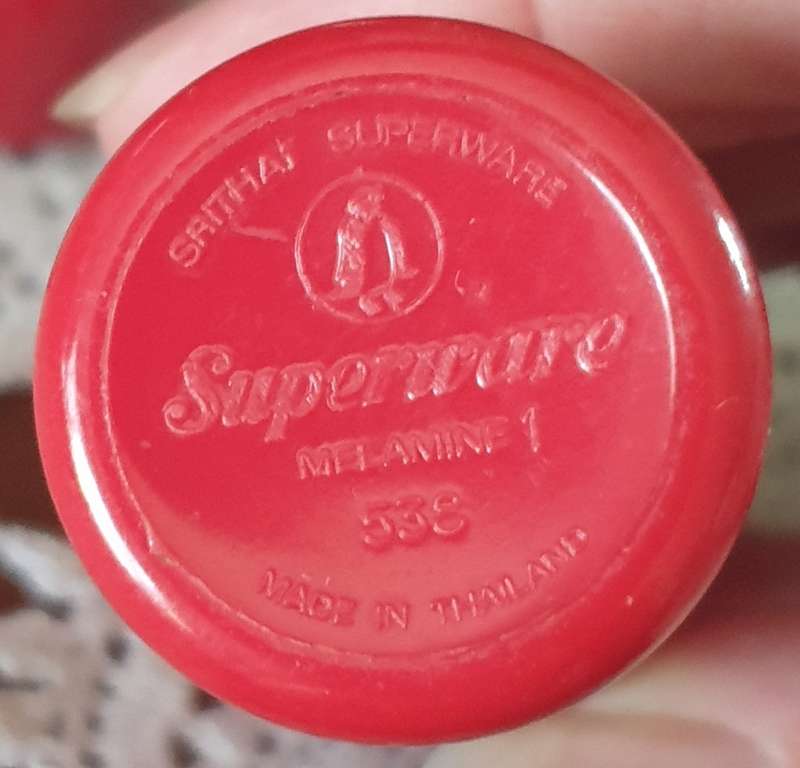 SRITHAI SUPERWARE
Superware
MELAMINE 1
538
MADE IN THAILAND